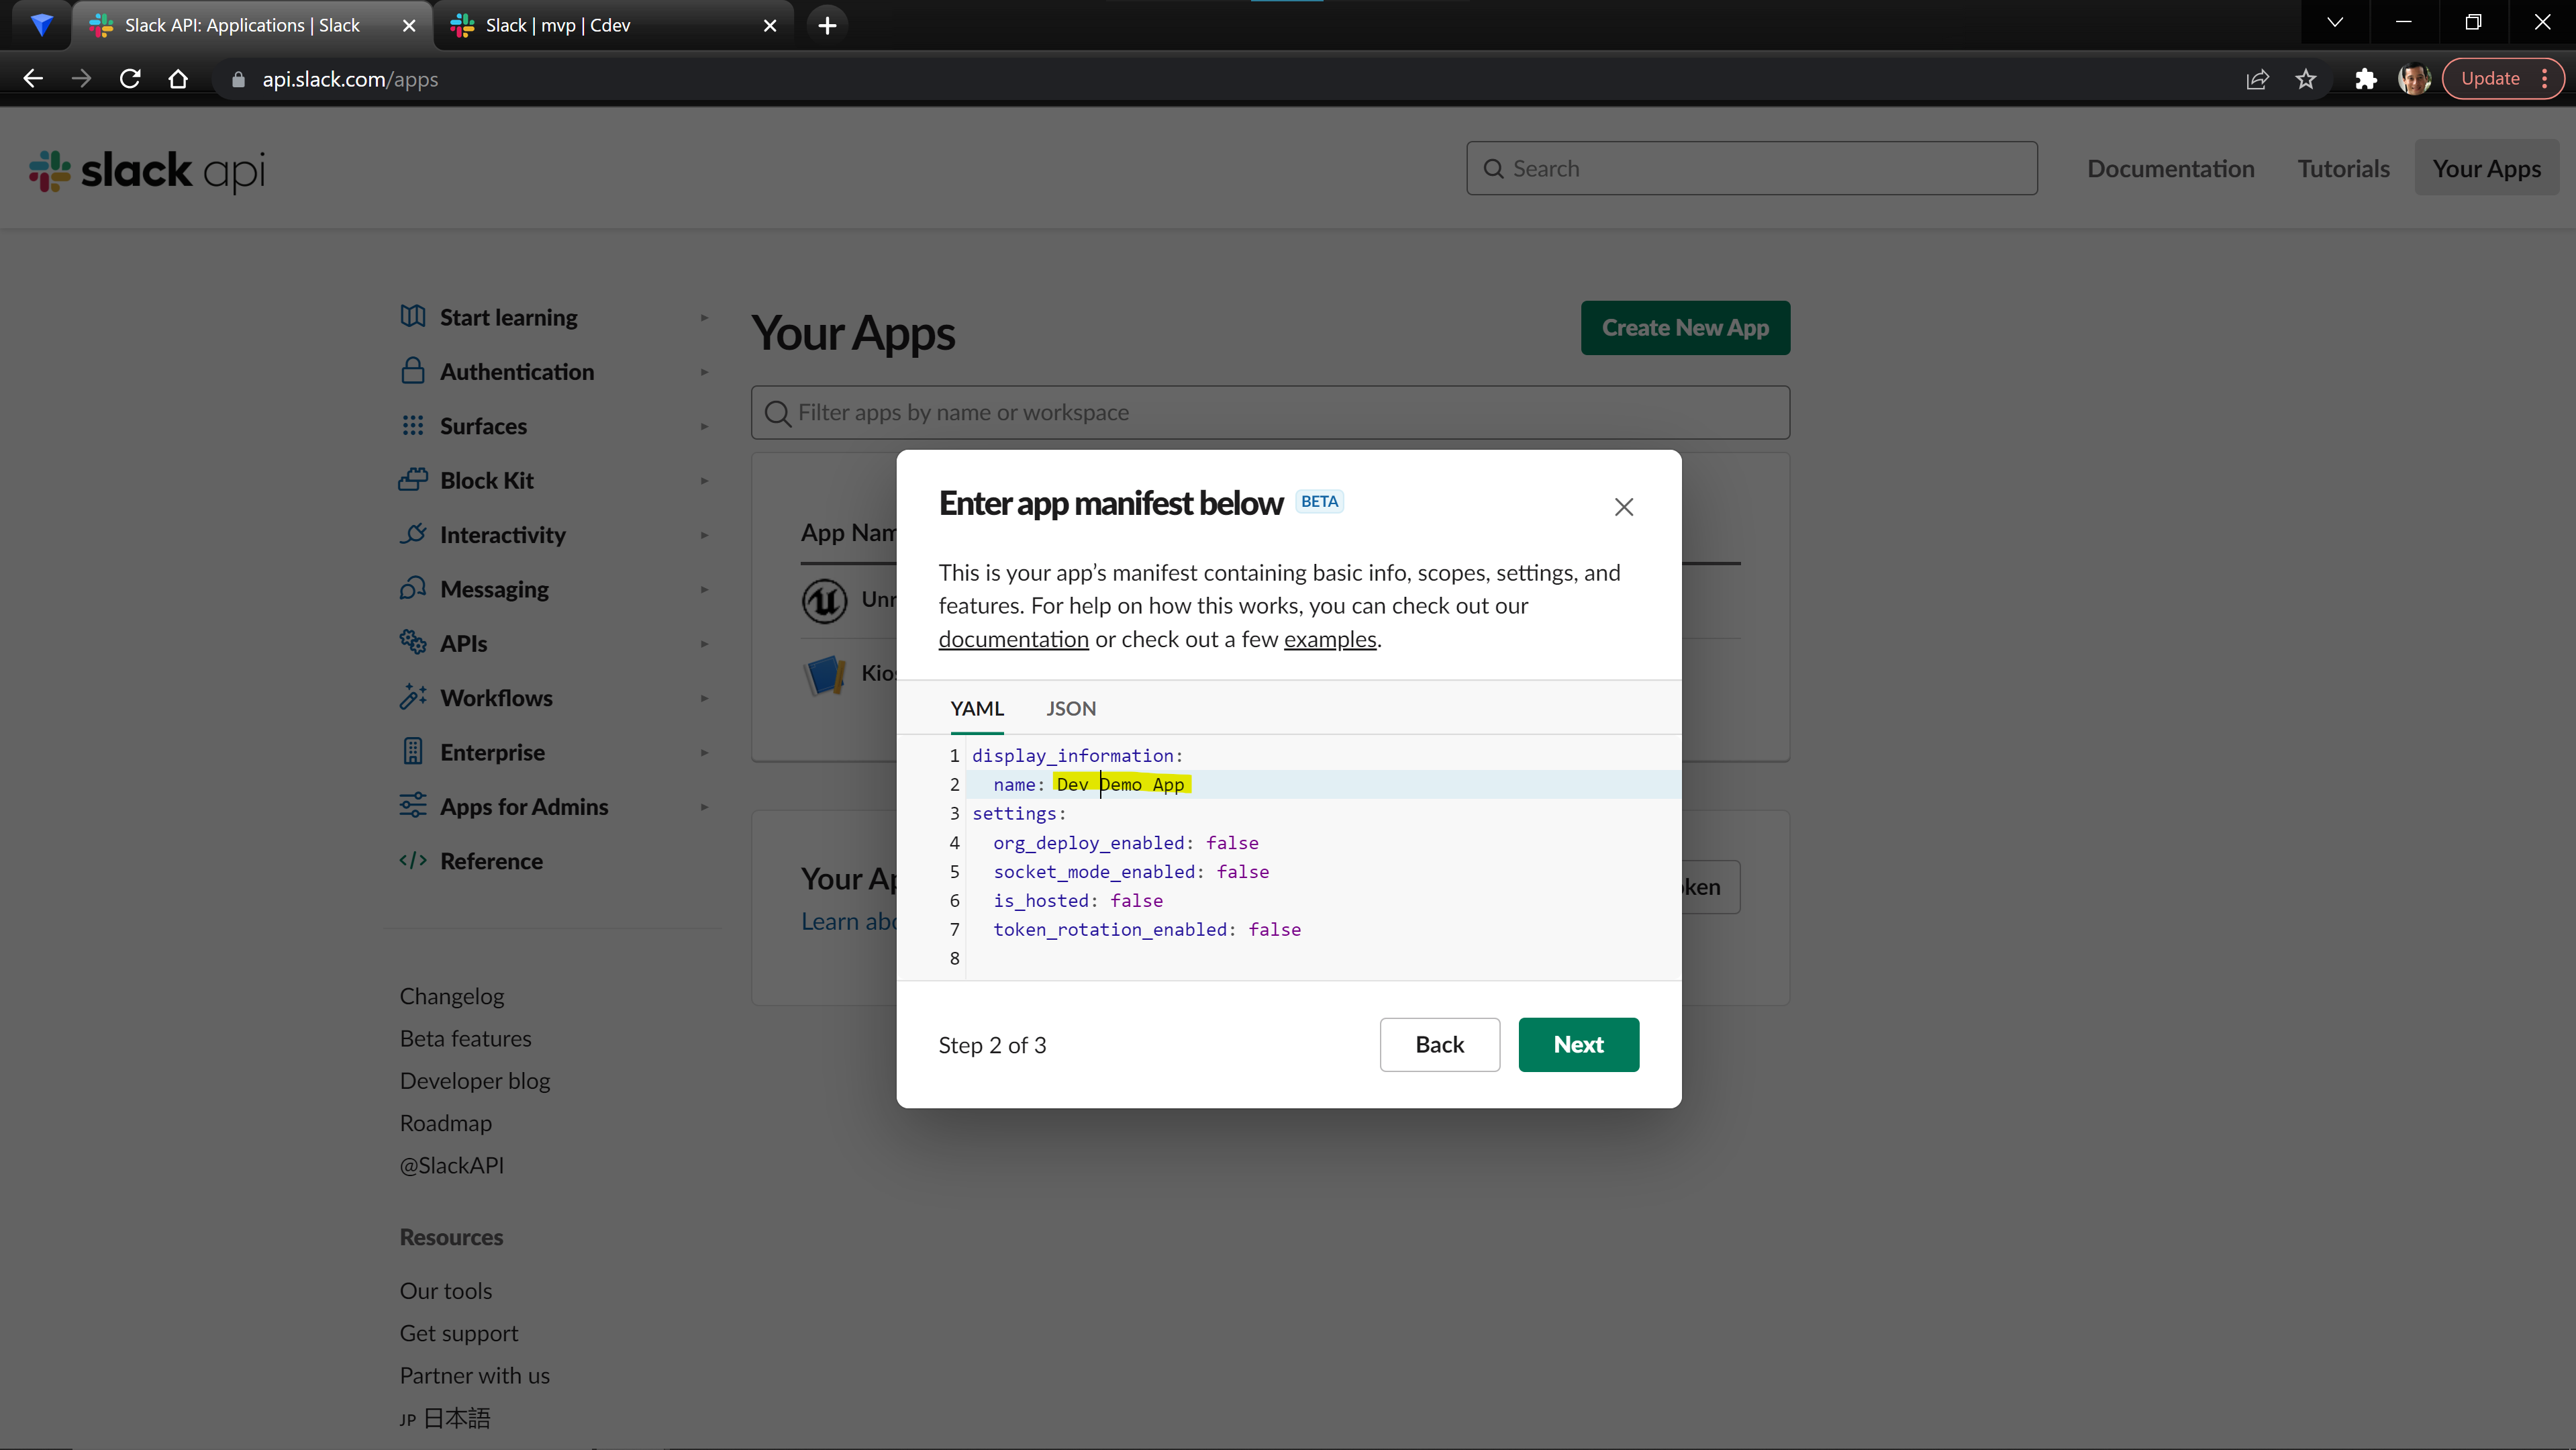 Slack API: Applications | Slack
Slack | mvp | Cdev
api.slack.com/apps
Update
slack api
Search
Documentation
Tutorials
Your Apps
Start learning
Authentication
Surfaces
Block Kit
Interactivity
Messaging
APIs
Workflows
Enterprise
Apps for Admins
Reference
Changelog
Beta features
Developer blog
Roadmap
@SlackAPI
Resources
Our tools
Get support
Partner with us
JP 日本語
Your Apps
Create New App
Filter apps by name or workspace
App Nam
Unr
Kios
Your Ap
Learn abo
ken
Enter app manifest below BETA
This is your app’s manifest containing basic info, scopes, settings, and
features. For help on how this works, you can check out our
documentation or check out a few examples.
YAML JSON
1 display_information:
2 name: Dev Demo App
3 settings:
4 org_deploy_enabled: false
5 socket_mode_enabled: false
6 is_hosted: false
7 token_rotation_enabled: false
8
Step 2 of 3
Back
Next